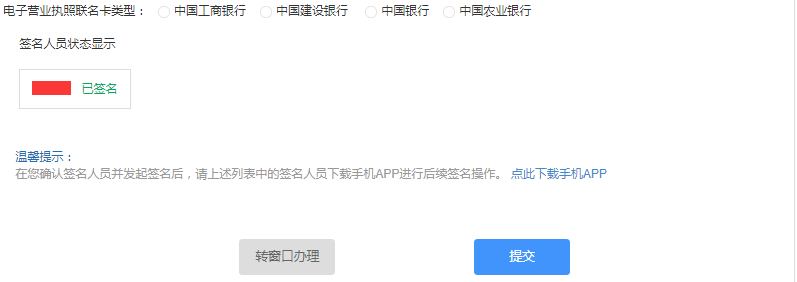 电子营业执照联名卡类型： 中国工商银行 中国建设银行 中国银行 中国农业银行
签名人员状态显示
已签名
温馨提示：
在您确认签名人员并发起签名后，请上述列表中的签名人员下载手机APP进行后续签名操作。 点此下载手机APP
转窗口办理 提交